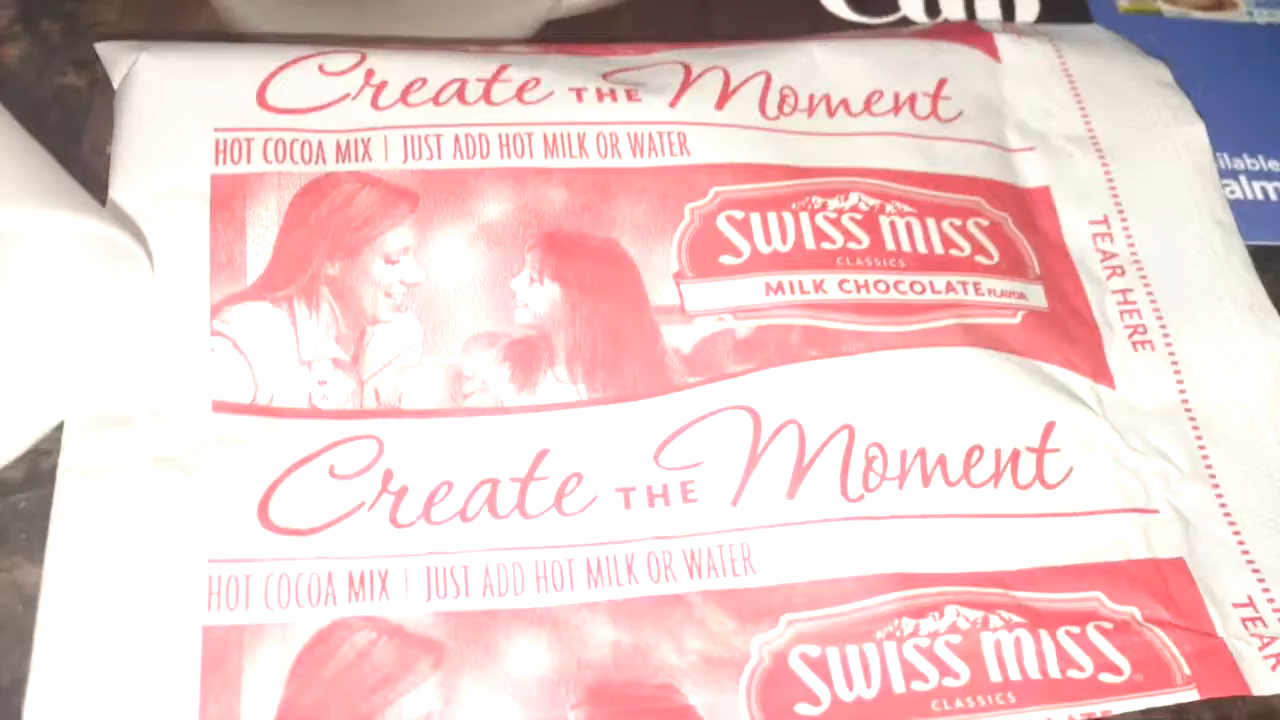 Cup
Create THE Moment
HOT COCOA MIX | JUST ADD HOT MILK OR WATER
SWISS MISS
CLASSICS
MILK CHOCOLATE FLAVOR
TEAR HERE
Create THE Moment
HOT COCOA MIX | JUST ADD HOT MILK OR WATER
SWISS MISS
CLASSICS
TEAR